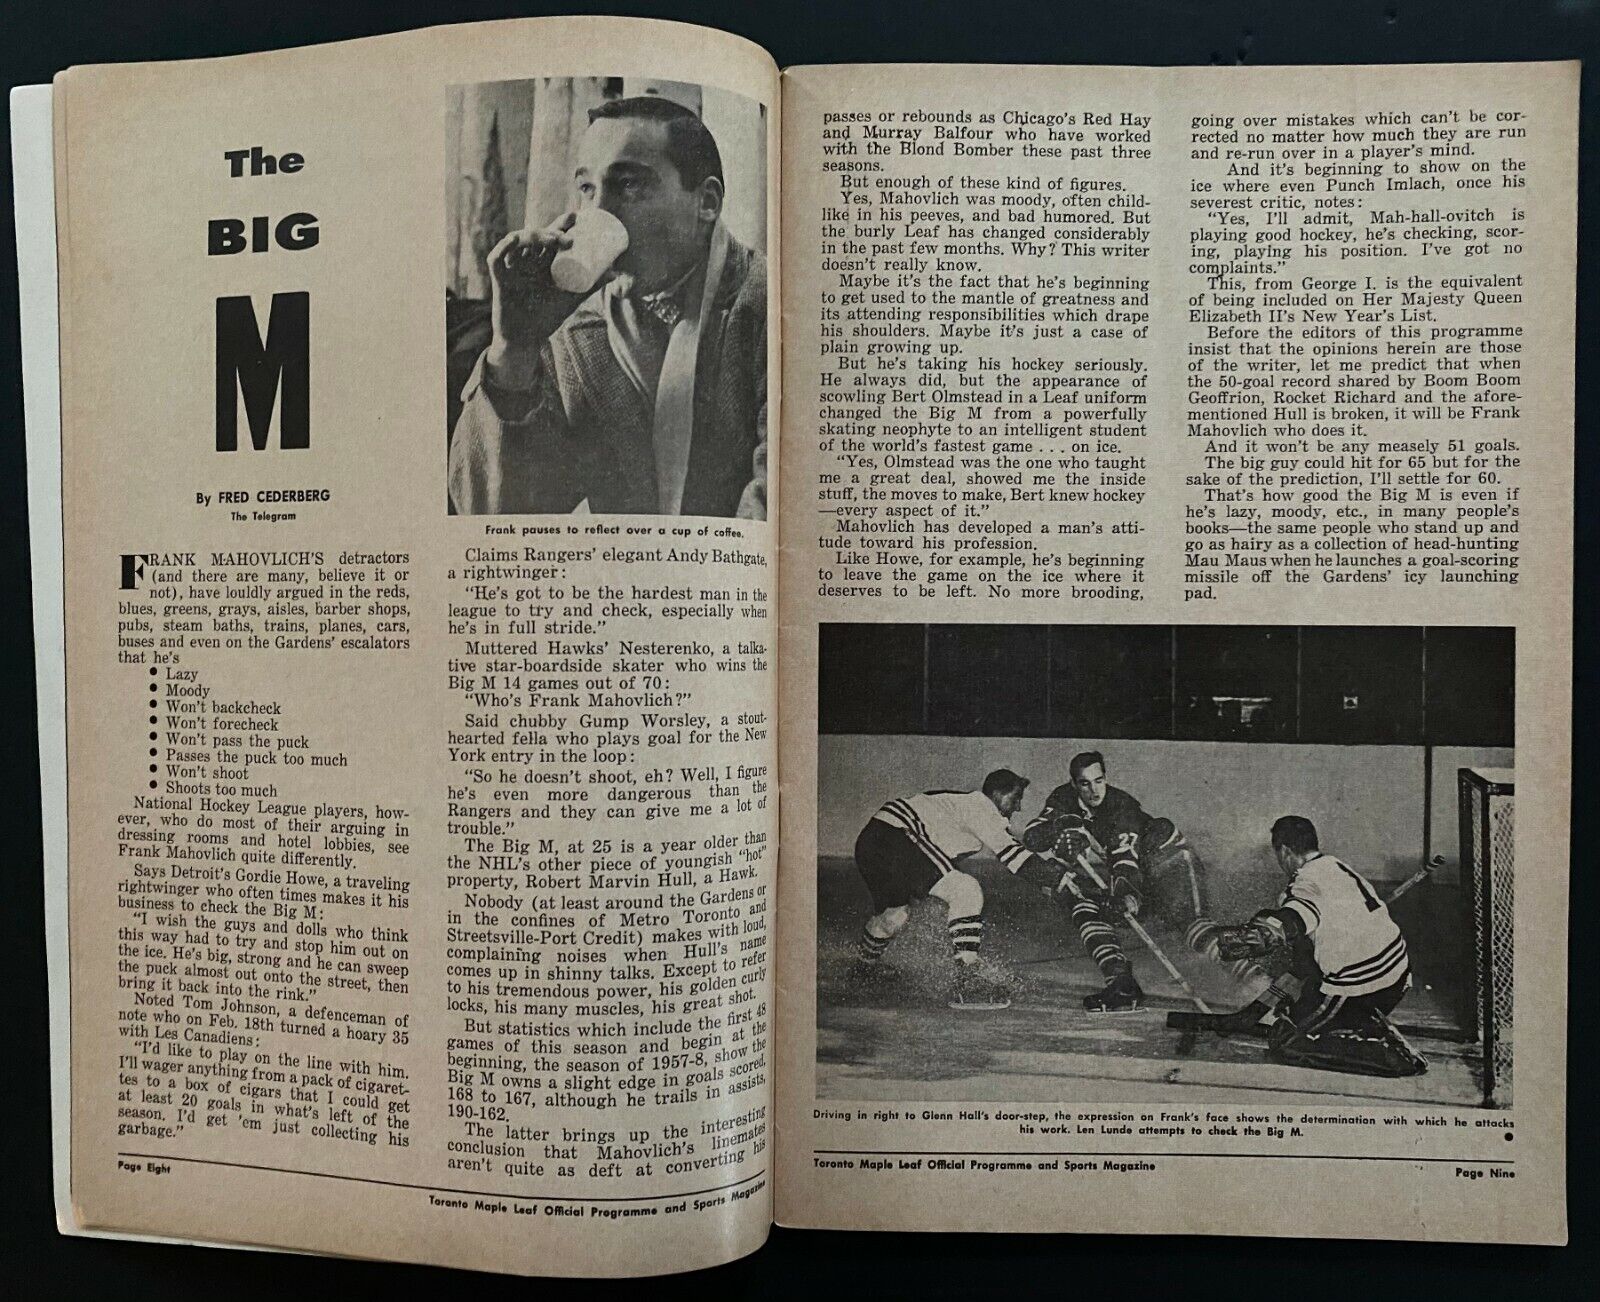 The
BIG
M
By FRED CEDERBERG
The Telegram
FRANK MAHOVLICH'S detractors
(and there are many, believe it or
not), have louldly argued in the reds,
blues, greens, grays, aisles, barber shops,
pubs, steam baths, trains, planes, cars,
buses and even on the Gardens' escalators
that he's
• Lazy
• Moody
• Won't backcheck
• Won't forecheck
• Won't pass the puck
• Passes the puck too much
• Won't shoot
• Shoots too much
National Hockey League players, how-
ever, who do most of their arguing in
dressing rooms and hotel lobbies, see
Frank Mahovlich quite differently.
Says Detroit's Gordie Howe, a traveling
rightwinger who often times makes it his
business to check the Big M:
"I wish the guys and dolls who think
this way had to try and stop him out on
the ice. He's big, strong and he can sweep
the puck almost out onto the street, then
bring it back into the rink."
Noted Tom Johnson, a defenceman of
note who on Feb. 18th turned a hoary 35
with Les Canadiens:
"I'd like to play on the line with him.
I'll wager anything from a pack of cigaret-
tes to a box of cigars that I could get
at least 20 goals in what's left of the
season. I'd get 'em just collecting his
garbage."
Page Eight
Frank pauses to reflect over a cup of coffee.
Claims Rangers' elegant Andy Bathgate,
a rightwinger:
"He's got to be the hardest man in the
league to try and check, especially when
he's in full stride."
Muttered Hawks' Nesterenko, a talka-
tive star-boardside skater who wins the
Big M 14 games out of 70:
"Who's Frank Mahovlich?"
Said chubby Gump Worsley, a stout-
hearted fella who plays goal for the New
York entry in the loop:
"So he doesn't shoot, eh? Well, I figure
he's even more dangerous than the
Rangers and they can give me a lot of
trouble."
The Big M, at 25 is a year older than
the NHL's other piece of youngish "hot"
property, Robert Marvin Hull, a Hawk.
Nobody (at least around the Gardens or
in the confines of Metro Toronto and
Streetsville-Port Credit) makes with loud,
complaining noises when Hull's name
comes up in shinny talks. Except to refer
to his tremendous power, his golden curly
locks, his many muscles, his great shot.
But statistics which include the first 48
games of this season and begin at the
beginning, the season of 1957-8, show the
Big M owns a slight edge in goals scored,
168 to 167, although he trails in assists,
190-162.
The latter brings up the interesting
conclusion that Mahovlich's linemates
aren't quite as deft at converting his
Toronto Maple Leaf Official Programme and Sports Magazine
passes or rebounds as Chicago's Red Hay
and Murray Balfour who have worked
with the Blond Bomber these past three
seasons.
But enough of these kind of figures.
Yes, Mahovlich was moody, often child-
like in his peeves, and bad humored. But
the burly Leaf has changed considerably
in the past few months. Why? This writer
doesn't really know.
Maybe it's the fact that he's beginning
to get used to the mantle of greatness and
its attending responsibilities which drape
his shoulders. Maybe it's just a case of
plain growing up.
But he's taking his hockey seriously.
He always did, but the appearance of
scowling Bert Olmstead in a Leaf uniform
changed the Big M from a powerfully
skating neophyte to an intelligent student
of the world's fastest game . . . on ice.
"Yes, Olmstead was the one who taught
me a great deal, showed me the inside
stuff, the moves to make, Bert knew hockey
—every aspect of it."
Mahovlich has developed a man's atti-
tude toward his profession.
Like Howe, for example, he's beginning
to leave the game on the ice where it
deserves to be left. No more brooding,
going over mistakes which can't be cor-
rected no matter how much they are run
and re-run over in a player's mind.
And it's beginning to show on the
ice where even Punch Imlach, once his
severest critic, notes:
"Yes, I'll admit, Mah-hall-ovitch is
playing good hockey, he's checking, scor-
ing, playing his position. I've got no
complaints."
This, from George I. is the equivalent
of being included on Her Majesty Queen
Elizabeth II's New Year's List.
Before the editors of this programme
insist that the opinions herein are those
of the writer, let me predict that when
the 50-goal record shared by Boom Boom
Geoffrion, Rocket Richard and the afore-
mentioned Hull is broken, it will be Frank
Mahovlich who does it.
And it won't be any measely 51 goals.
The big guy could hit for 65 but for the
sake of the prediction, I'll settle for 60.
That's how good the Big M is even if
he's lazy, moody, etc., in many people's
books—the same people who stand up and
go as hairy as a collection of head-hunting
Mau Maus when he launches a goal-scoring
missile off the Gardens' icy launching
pad.
27
1
Driving in right to Glenn Hall's door-step, the expression on Frank's face shows the determination with which he attacks
his work. Len Lunde attempts to check the Big M.
Toronto Maple Leaf Official Programme and Sports Magazine
Page Nine